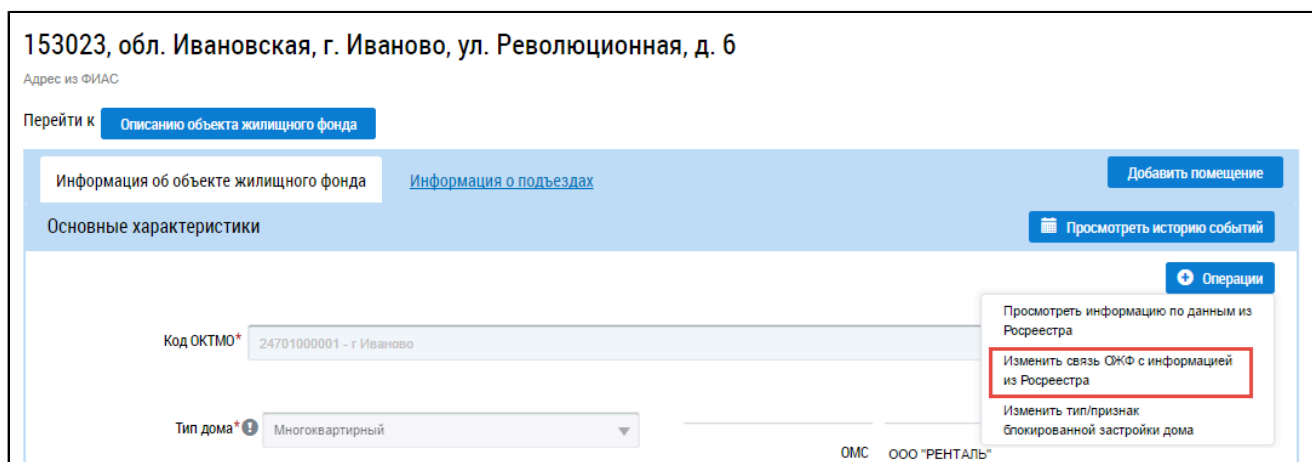 153023, обл. Ивановская, г. Иваново, ул. Революционная, д. 6
Адрес из ФИАС
Перейти к Описанию объекта жилищного фонда
Информация об объекте жилищного фонда Информация о подъездах Добавить помещение
Основные характеристики Просмотреть историю событий
Операции
Просмотреть информацию по данным из
Росреестра
Код ОКТМО* 24701000001 - г Иваново
Изменить связь ОЖФ с информацией
из Росреестра
Изменить тип/признак
блокированной застройки дома
Тип дома* Многоквартирный
ОМС ООО "РЕНТАЛЬ"